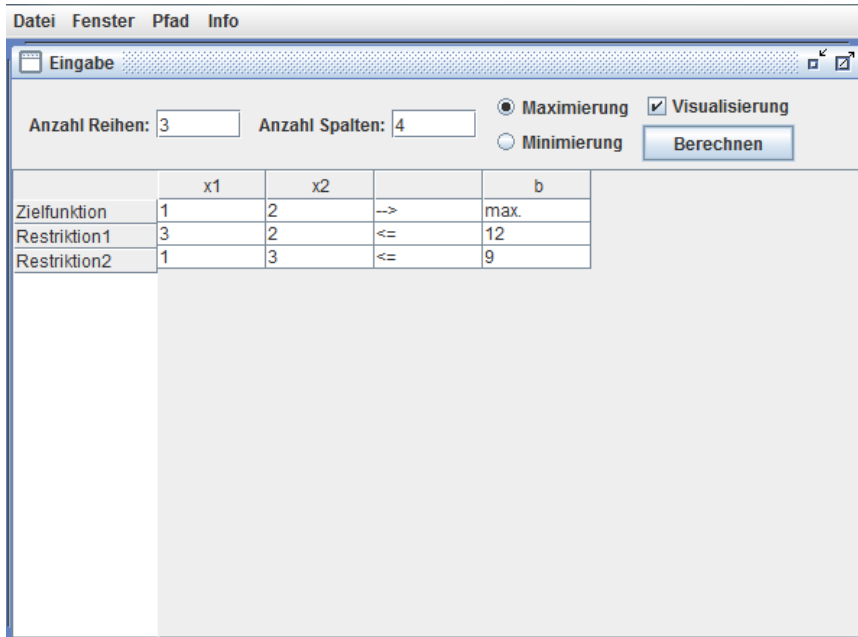 Datei Fenster Pfad Info
Eingabe
Anzahl Reihen: 3 Anzahl Spalten: 4 Maximierung Visualisierung
Minimierung Berechnen
x1 x2 b
Zielfunktion 1 2 --> max.
Restriktion1 3 2 <= 12
Restriktion2 1 3 <= 9